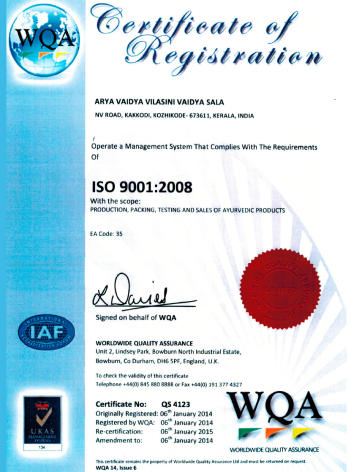 WQA
Certificate of
Registration
ARYA VAIDYA VILASINI VAIDYA SALA
NV ROAD, KAKKODI, KOZHIKODE- 673611, KERALA, INDIA
Operate a Management System That Complies With The Requirements
Of
ISO 9001:2008
With the scope:
PRODUCTION, PACKING, TESTING AND SALES OF AYURVEDIC PRODUCTS
EA Code: 35
Signed on behalf of WQA
IAF
WORLDWIDE QUALITY ASSURANCE
Unit 2, Lindsey Park, Bowburn North Industrial Estate,
Bowburn, Co Durham, DH6 5PF, England, U.K.
To check the validity of this certificate
Telephone +44(0) 845 880 8888 or Fax +44(0) 191 377 4327
Certificate No: QS 4123
Originally Registered: 06th January 2014
Registered by WQA: 06th January 2014
Re-certification: 06th January 2015
Amendment to: 06th January 2014
UKAS
MANAGEMENT
SYSTEMS
134
WQA
WORLDWIDE QUALITY ASSURANCE
This certificate remains the property of Worldwide Quality Assurance Ltd and must be returned on request
WQA 14, Issue 6